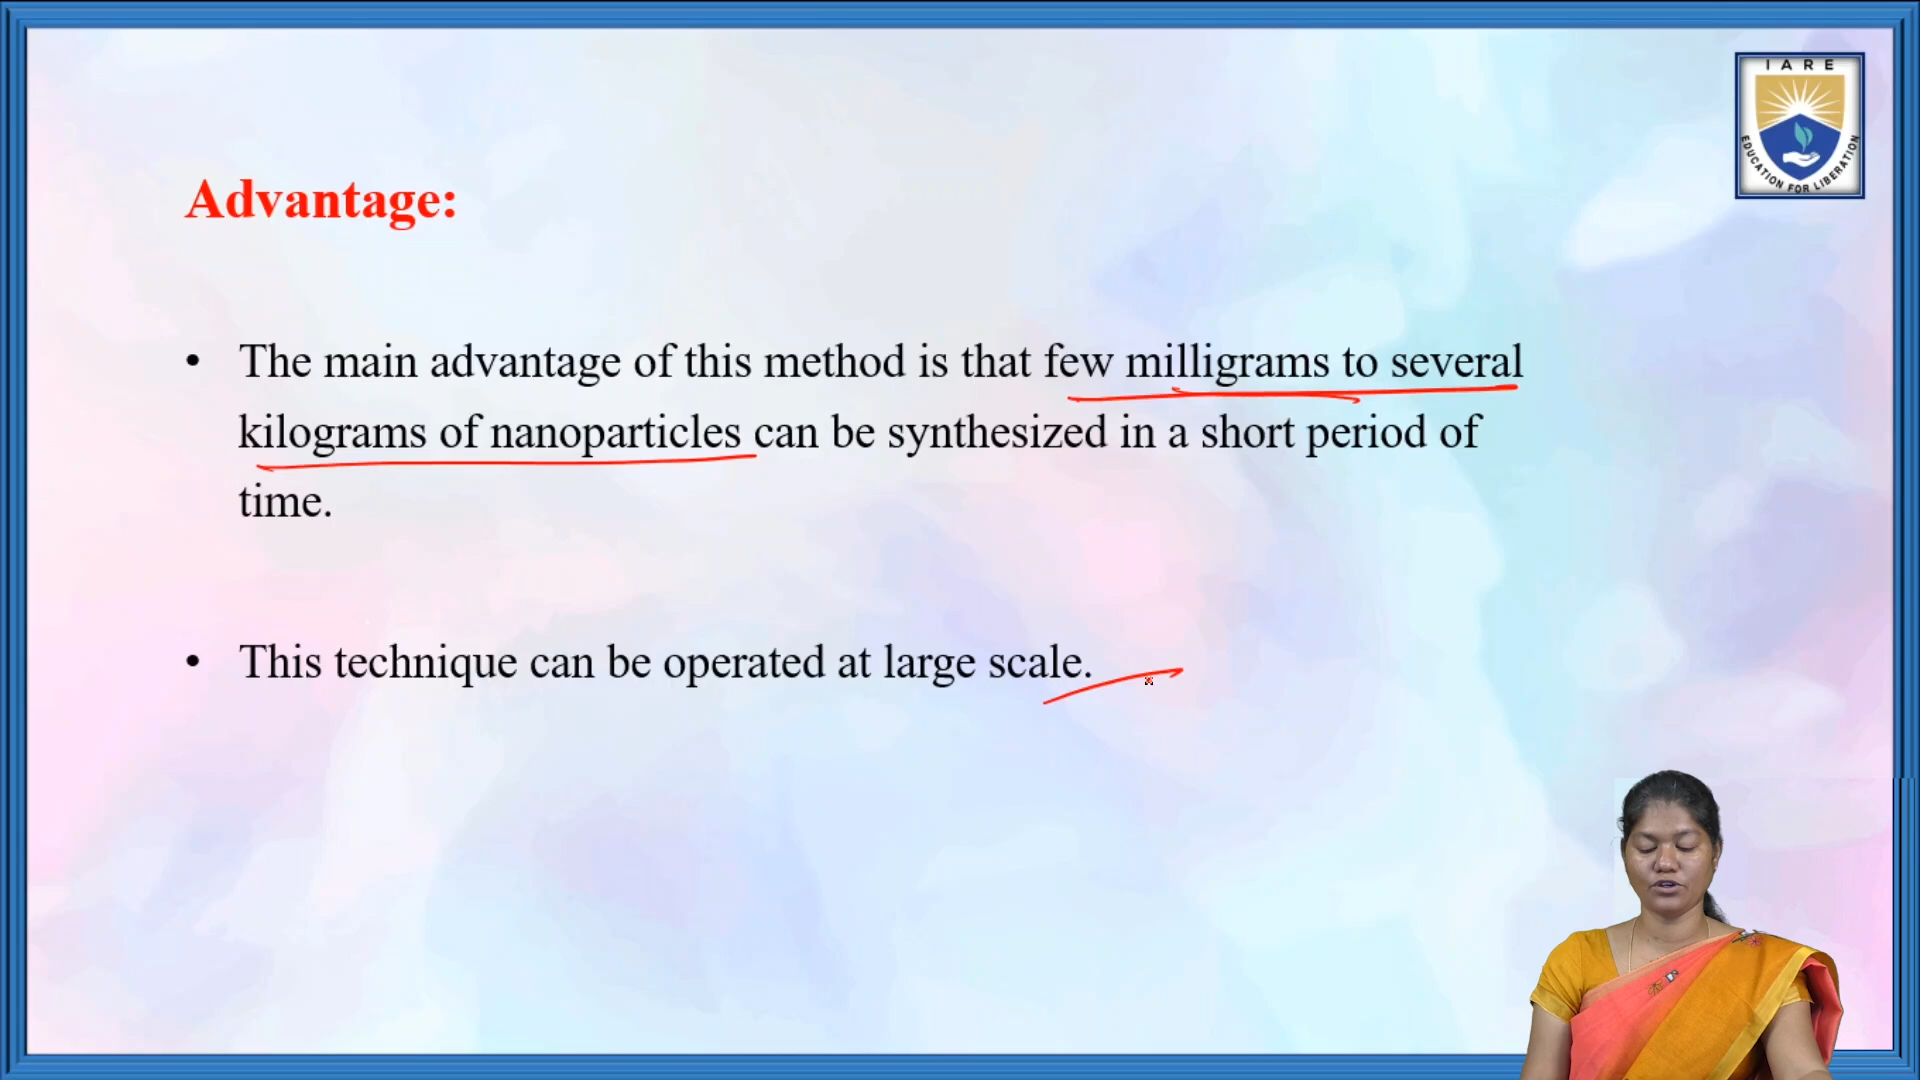 IARE
EDUCATION FOR LIBERATION
Advantage:
• The main advantage of this method is that few milligrams to several
kilograms of nanoparticles can be synthesized in a short period of
time.
• This technique can be operated at large scale.